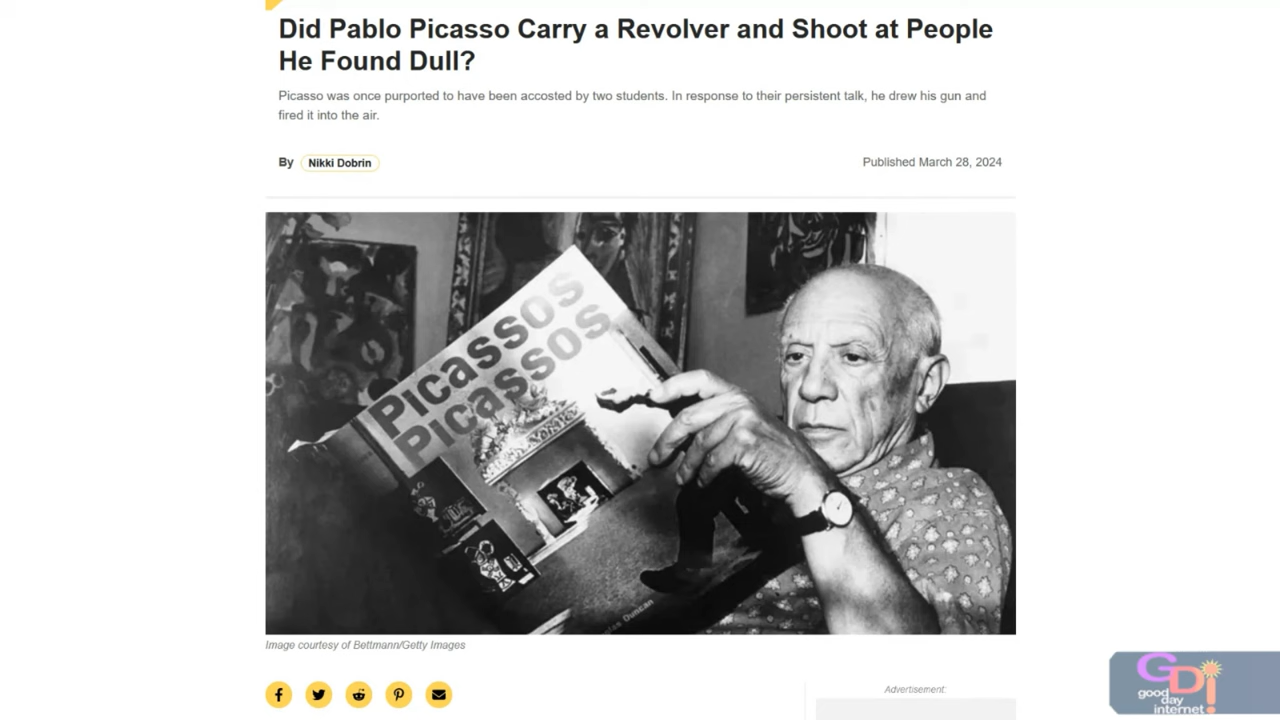 Did Pablo Picasso Carry a Revolver and Shoot at People
He Found Dull?
Picasso was once purported to have been accosted by two students. In response to their persistent talk, he drew his gun and
fired it into the air.
By Nikki Dobrin
Published March 28, 2024
Picassos
Picassos
Duncan
Image courtesy of Bettmann/Getty Images
Advertisement:
GDI
good
day
internet